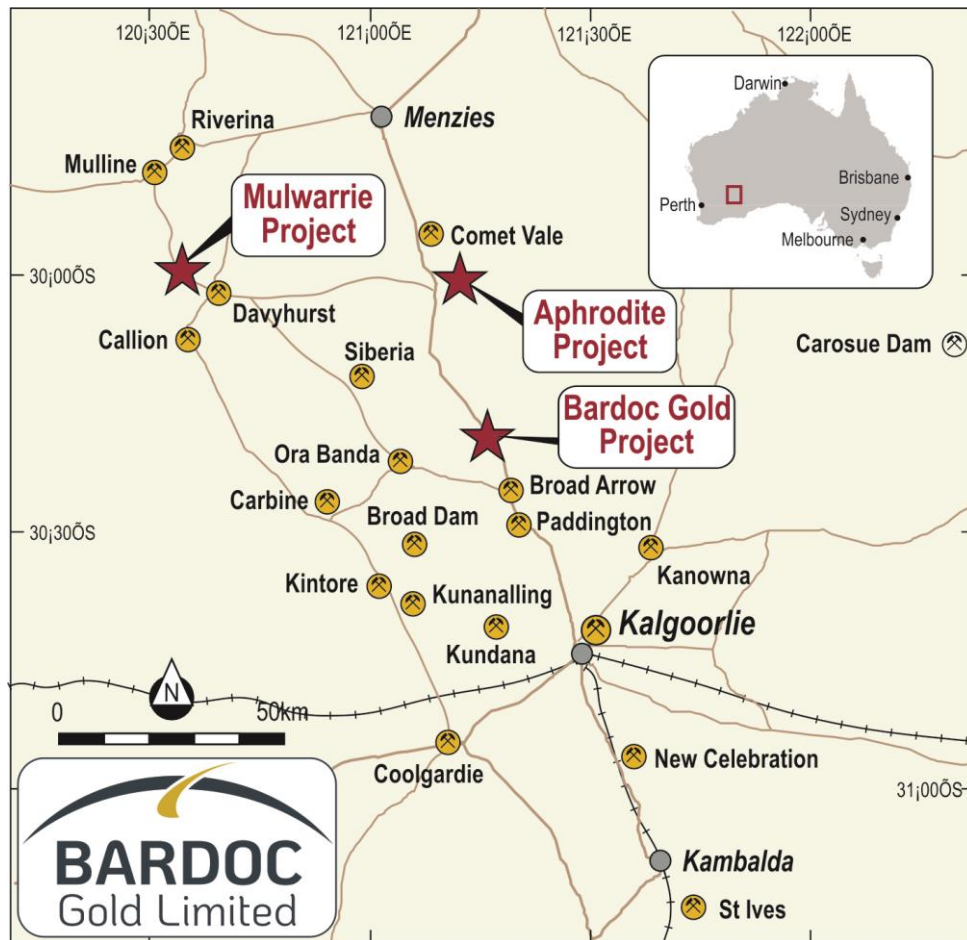 120¡30ÕE
121¡00ÕE
121¡30ÕE
122¡00ÕE
Darwin
Brisbane
Perth
Sydney
Melbourne
Riverina
Menzies
Mulline
Mulwarrie
Project
Comet Vale
30¡00ÕS
Davyhurst
Aphrodite
Project
Callion
Siberia
Carosue Dam
Bardoc Gold
Project
Ora Banda
Broad Arrow
Carbine
Broad Dam
Paddington
30¡30ÕS
Kanowna
Kintore
Kunanalling
Kalgoorlie
Kundana
N
0
50km
Coolgardie
New Celebration
31¡00ÕS
BARDOC
Gold Limited
Kambalda
St Ives